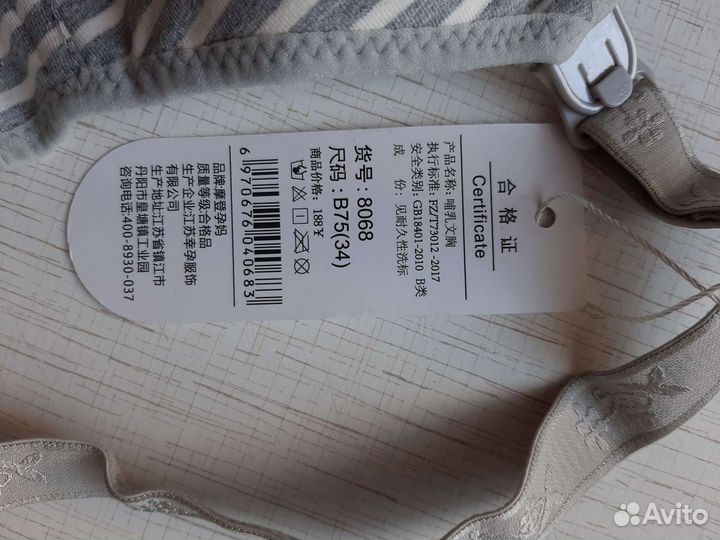 合格证
Certificate
产品名称: 哺乳文胸
执行标准: FZ/T73012-2017
安全类别: GB18401-2010 B类
成 份: 见耐久性洗标
货号: 8068
尺码: B75(34)
商品价格: 188¥
6970676040683
品牌:摩登孕妈
质量等级:合格品
生产企业:江苏幸孕服饰
有限公司
生产地址:江苏省镇江市
丹阳市里塘镇工业园
咨询电话:400-8930-037
Avito